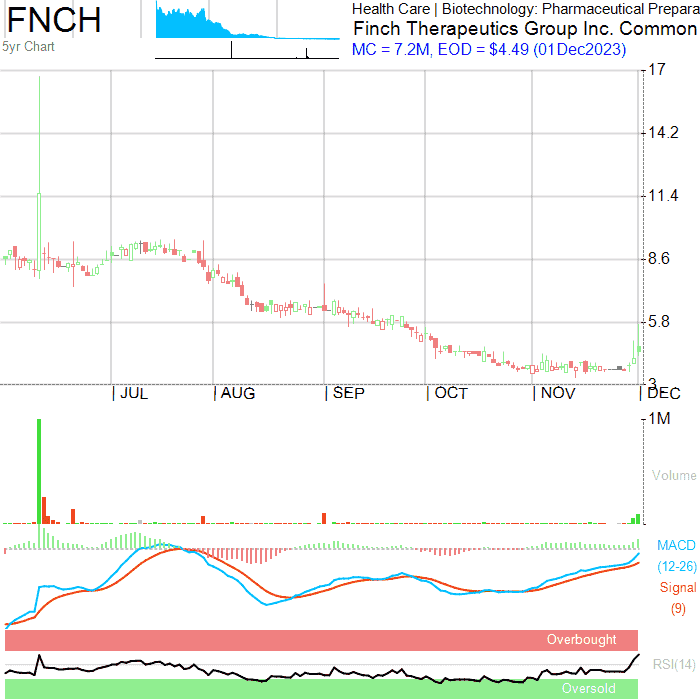 FNCH
5yr Chart
Health Care | Biotechnology: Pharmaceutical Prepara
Finch Therapeutics Group Inc. Common
MC = 7.2M, EOD = $4.49 (01Dec2023)
17
14.2
11.4
8.6
5.8
3
JUL
AUG
SEP
OCT
NOV
DEC
1M
Volume
MACD
(12-26)
Signal
(9)
Overbought
RSI(14)
Oversold